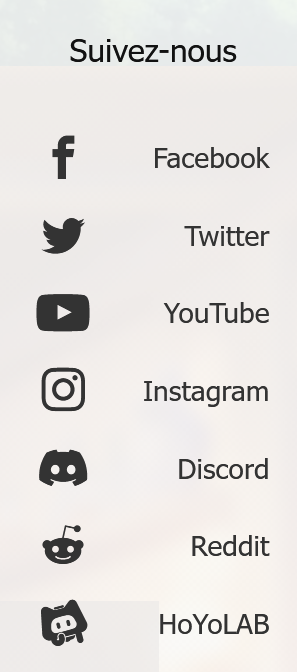 Suivez-nous
Facebook
Twitter
YouTube
Instagram
Discord
Reddit
HoYoLAB